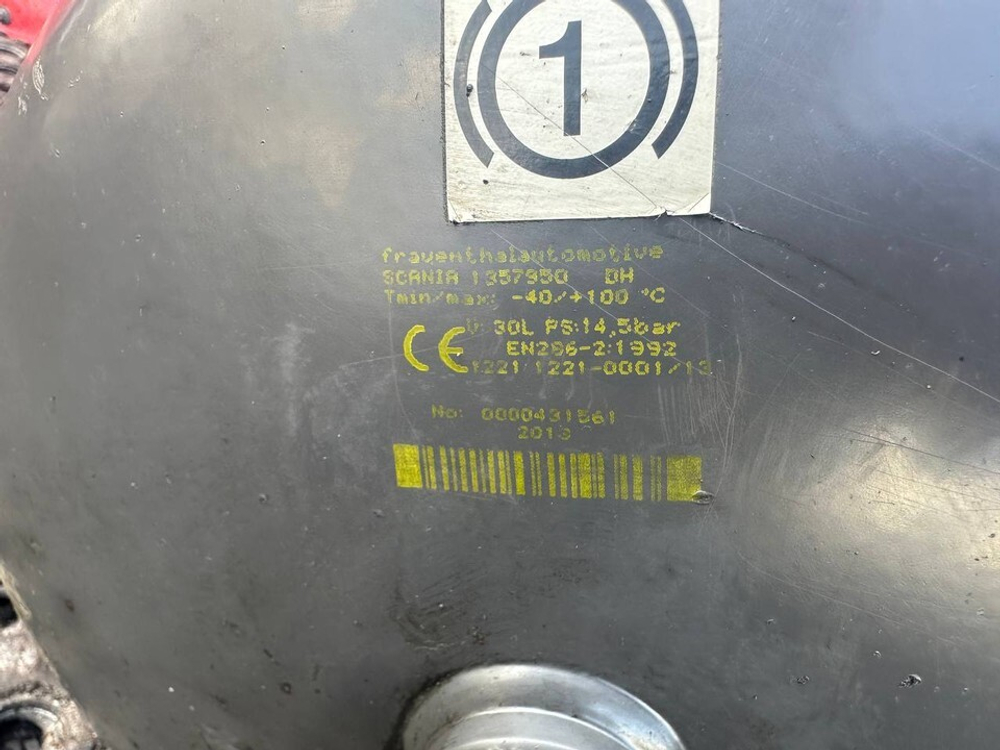 1
frauenthalautomotive
SCANIA 1357950 DH
Tmin/max: -40/+100 °C
V: 30L PS:14,5bar
CE EN286-2:1992
1221/1221-0001/13
No: 0000431561
2013